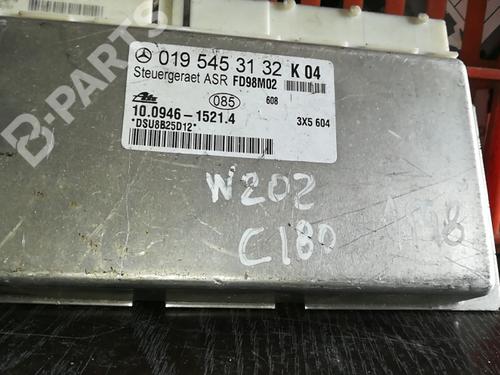 B-PARTS
019 545 31 32 K 04
Steuergeraet ASR FD98M02
Ate 085 608
10.0946-1521.4 3X5 604
*DSU8B25D12*
W202
C180